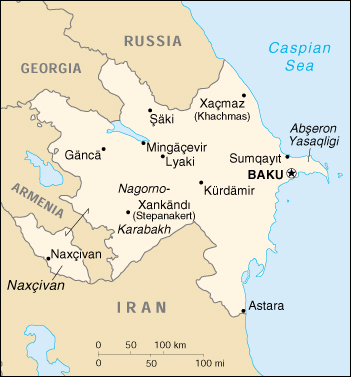 RUSSIA
Caspian
Sea
GEORGIA
Xaçmaz
(Khachmas)
Şäki
Abşeron
Yasaqligi
Mingäçevir
Gäncä
Lyaki
Sumqayıt
BAKU
ARMENIA
Nagorno-
Kürdämir
Xankändi
(Stepanakert)
Karabakh
Naxçivan
Naxçivan
IRAN
Astara
0 50 100 km
0 50 100 mi